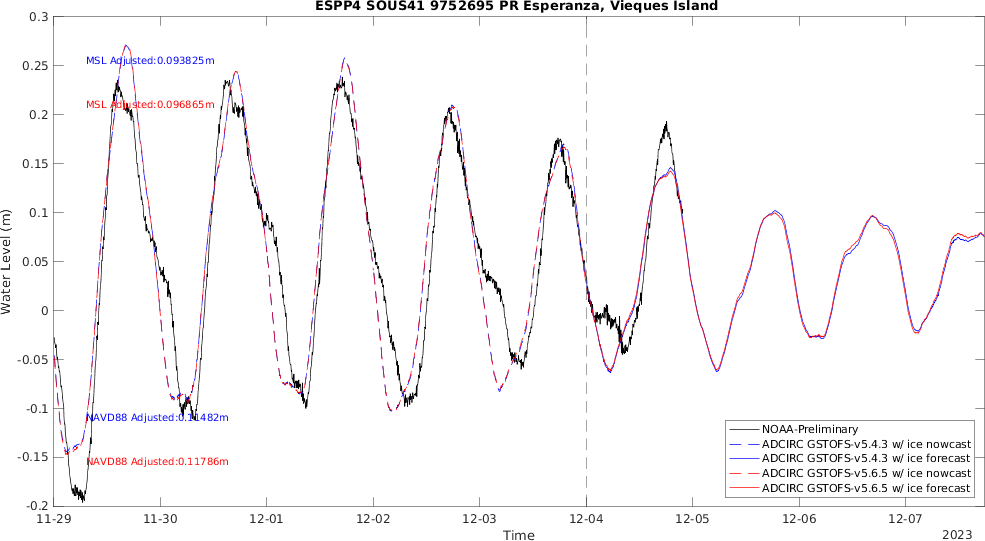 ESPP4 SOUS41 9752695 PR Esperanza, Vieques Island
0.3
0.25
0.2
0.15
0.1
0.05
0
-0.05
-0.1
-0.15
-0.2
Water Level (m)
MSL Adjusted:0.093825m
MSL Adjusted:0.096865m
NAVD88 Adjusted:0.11482m
NAVD88 Adjusted:0.11786m
NOAA-Preliminary
ADCIRC GSTOFS-v5.4.3 w/ ice nowcast
ADCIRC GSTOFS-v5.4.3 w/ ice forecast
ADCIRC GSTOFS-v5.6.5 w/ ice nowcast
ADCIRC GSTOFS-v5.6.5 w/ ice forecast
11-29 11-30 12-01 12-02 12-03 12-04 12-05 12-06 12-07
Time
2023